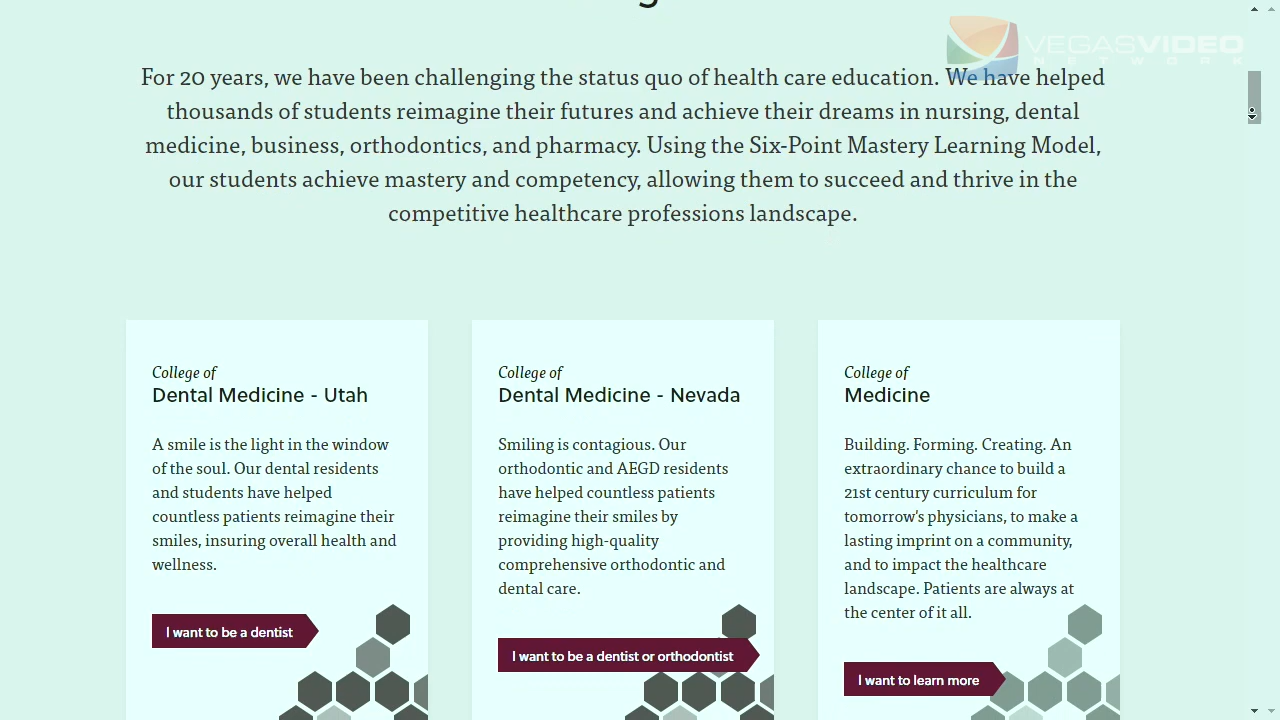 VEGASVIDEO
NETWORK
For 20 years, we have been challenging the status quo of health care education. We have helped
thousands of students reimagine their futures and achieve their dreams in nursing, dental
medicine, business, orthodontics, and pharmacy. Using the Six-Point Mastery Learning Model,
our students achieve mastery and competency, allowing them to succeed and thrive in the
competitive healthcare professions landscape.
College of
Dental Medicine - Utah
A smile is the light in the window
of the soul. Our dental residents
and students have helped
countless patients reimagine their
smiles, insuring overall health and
wellness.
I want to be a dentist
College of
Dental Medicine - Nevada
Smiling is contagious. Our
orthodontic and AEGD residents
have helped countless patients
reimagine their smiles by
providing high-quality
comprehensive orthodontic and
dental care.
I want to be a dentist or orthodontist
College of
Medicine
Building. Forming. Creating. An
extraordinary chance to build a
21st century curriculum for
tomorrow's physicians, to make a
lasting imprint on a community,
and to impact the healthcare
landscape. Patients are always at
the center of it all.
I want to learn more